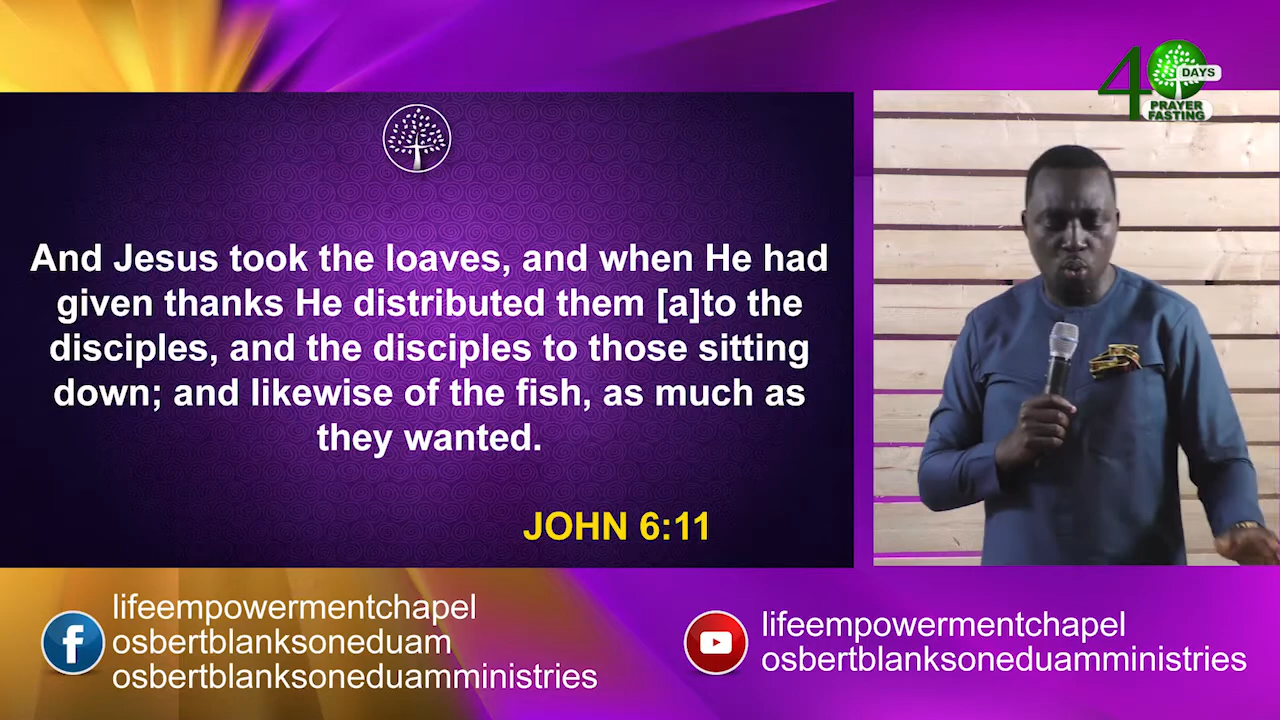 40 DAYS
PRAYER
FASTING
And Jesus took the loaves, and when He had
given thanks He distributed them [a]to the
disciples, and the disciples to those sitting
down; and likewise of the fish, as much as
they wanted.
JOHN 6:11
lifeempowermentchapel
osbertblanksoneduam
osbertblanksoneduamministries
lifeempowermentchapel
osbertblanksoneduamministries